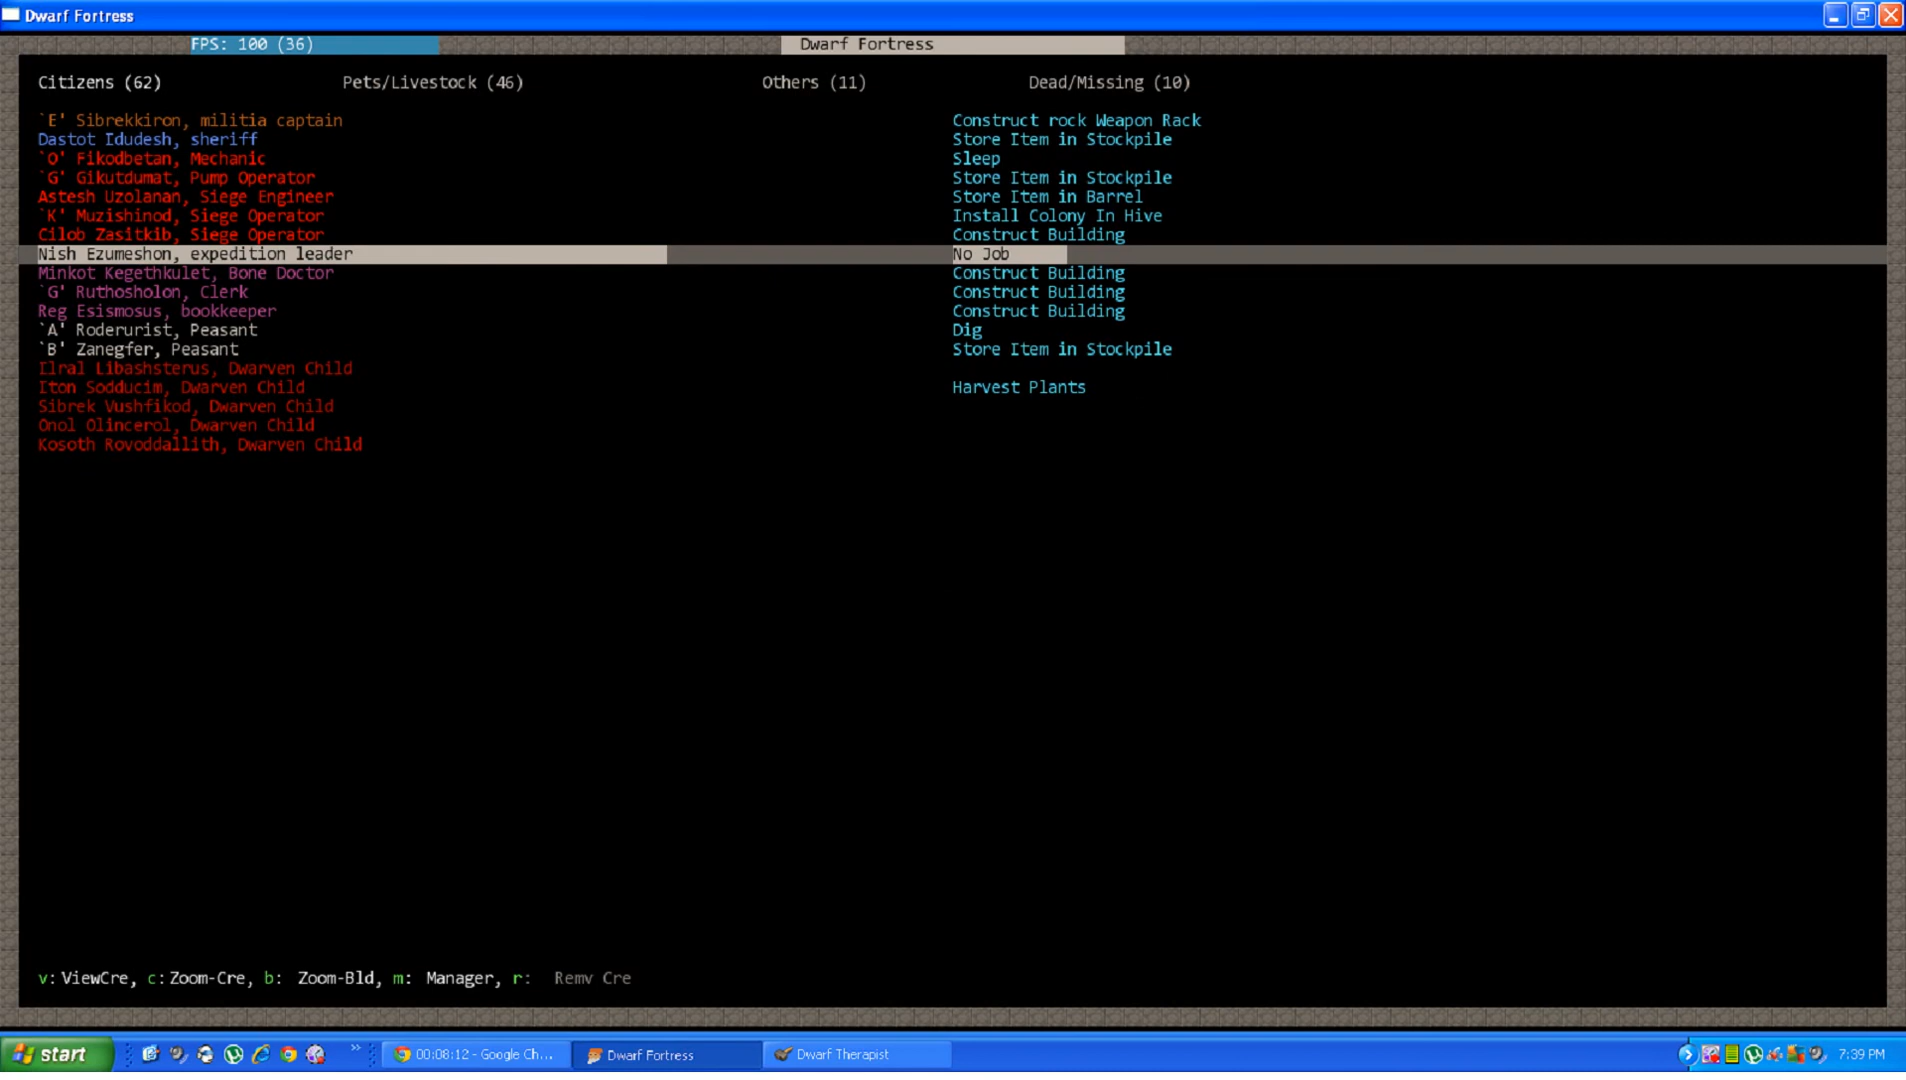 Dwarf Fortress
FPS: 100 (36)
Dwarf Fortress
Citizens (62) Pets/Livestock (46) Others (11) Dead/Missing (10)
`E' Sibrekkiron, militia captain Construct rock Weapon Rack
Dastot Idudesh, sheriff Store Item in Stockpile
`O' Fikodbetan, Mechanic Sleep
`G' Gikutdumat, Pump Operator Store Item in Stockpile
Astesh Uzolanan, Siege Engineer Store Item in Barrel
`K' Muzishinod, Siege Operator Install Colony In Hive
Cilob Zasitkib, Siege Operator Construct Building
Nish Ezumeshon, expedition leader No Job
Minkot Kegethkulet, Bone Doctor Construct Building
`G' Ruthosholon, Clerk Construct Building
Reg Esismosus, bookkeeper Construct Building
`A' Roderurist, Peasant Dig
`B' Zanegfer, Peasant Store Item in Stockpile
Ilral Libashsterus, Dwarven Child
Iton Sodducim, Dwarven Child Harvest Plants
Sibrek Vushfikod, Dwarven Child
Onol Olincerol, Dwarven Child
Kosoth Rovoddallith, Dwarven Child
v:ViewCre, c:Zoom-Cre, b: Zoom-Bld, m: Manager, r: Remv Cre
start
00:08:12 - Google Ch...
Dwarf Fortress
Dwarf Therapist
7:39 PM